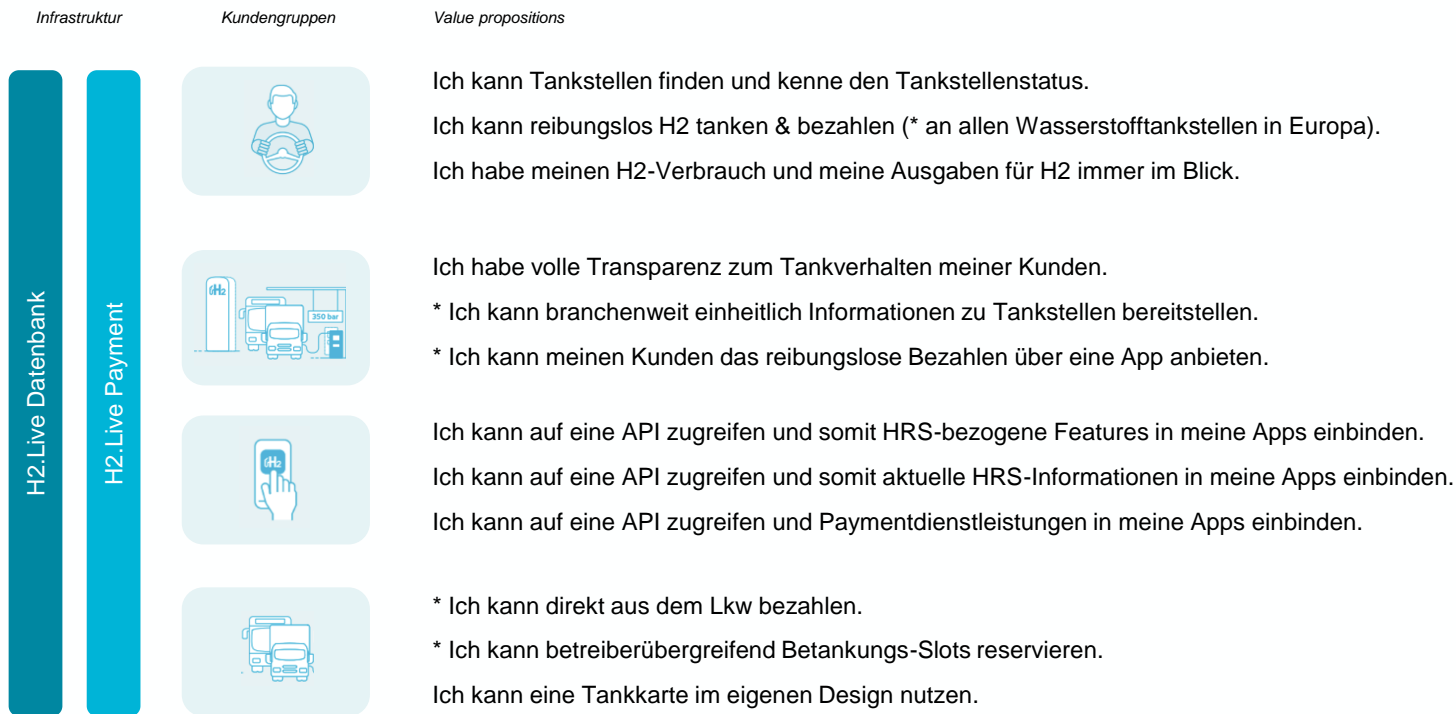 Infrastruktur
Kundengruppen
Value propositions
H2.Live Datenbank
H2.Live Payment
Ich kann Tankstellen finden und kenne den Tankstellenstatus.
Ich kann reibungslos H2 tanken & bezahlen (* an allen Wasserstofftankstellen in Europa).
Ich habe meinen H2-Verbrauch und meine Ausgaben für H2 immer im Blick.
H2
350 bar
Ich habe volle Transparenz zum Tankverhalten meiner Kunden.
* Ich kann branchenweit einheitlich Informationen zu Tankstellen bereitstellen.
* Ich kann meinen Kunden das reibungslose Bezahlen über eine App anbieten.
H2
Ich kann auf eine API zugreifen und somit HRS-bezogene Features in meine Apps einbinden.
Ich kann auf eine API zugreifen und somit aktuelle HRS-Informationen in meine Apps einbinden.
Ich kann auf eine API zugreifen und Paymentdienstleistungen in meine Apps einbinden.
* Ich kann direkt aus dem Lkw bezahlen.
* Ich kann betreiberübergreifend Betankungs-Slots reservieren.
Ich kann eine Tankkarte im eigenen Design nutzen.